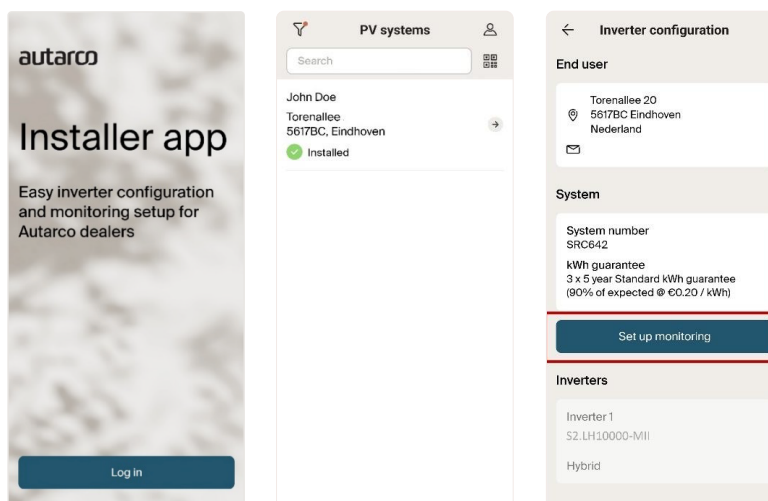 autarco
Installer app
Easy inverter configuration
and monitoring setup for
Autarco dealers
Log in
PV systems
Search
John Doe
Torenallee
5617BC, Eindhoven
Installed
Inverter configuration
End user
Torenallee 20
5617BC Eindhoven
Nederland
System
System number
SRC642
kWh guarantee
3 x 5 year Standard kWh guarantee
(90% of expected @ €0.20 / kWh)
Set up monitoring
Inverters
Inverter 1
S2.LH10000-MII
Hybrid